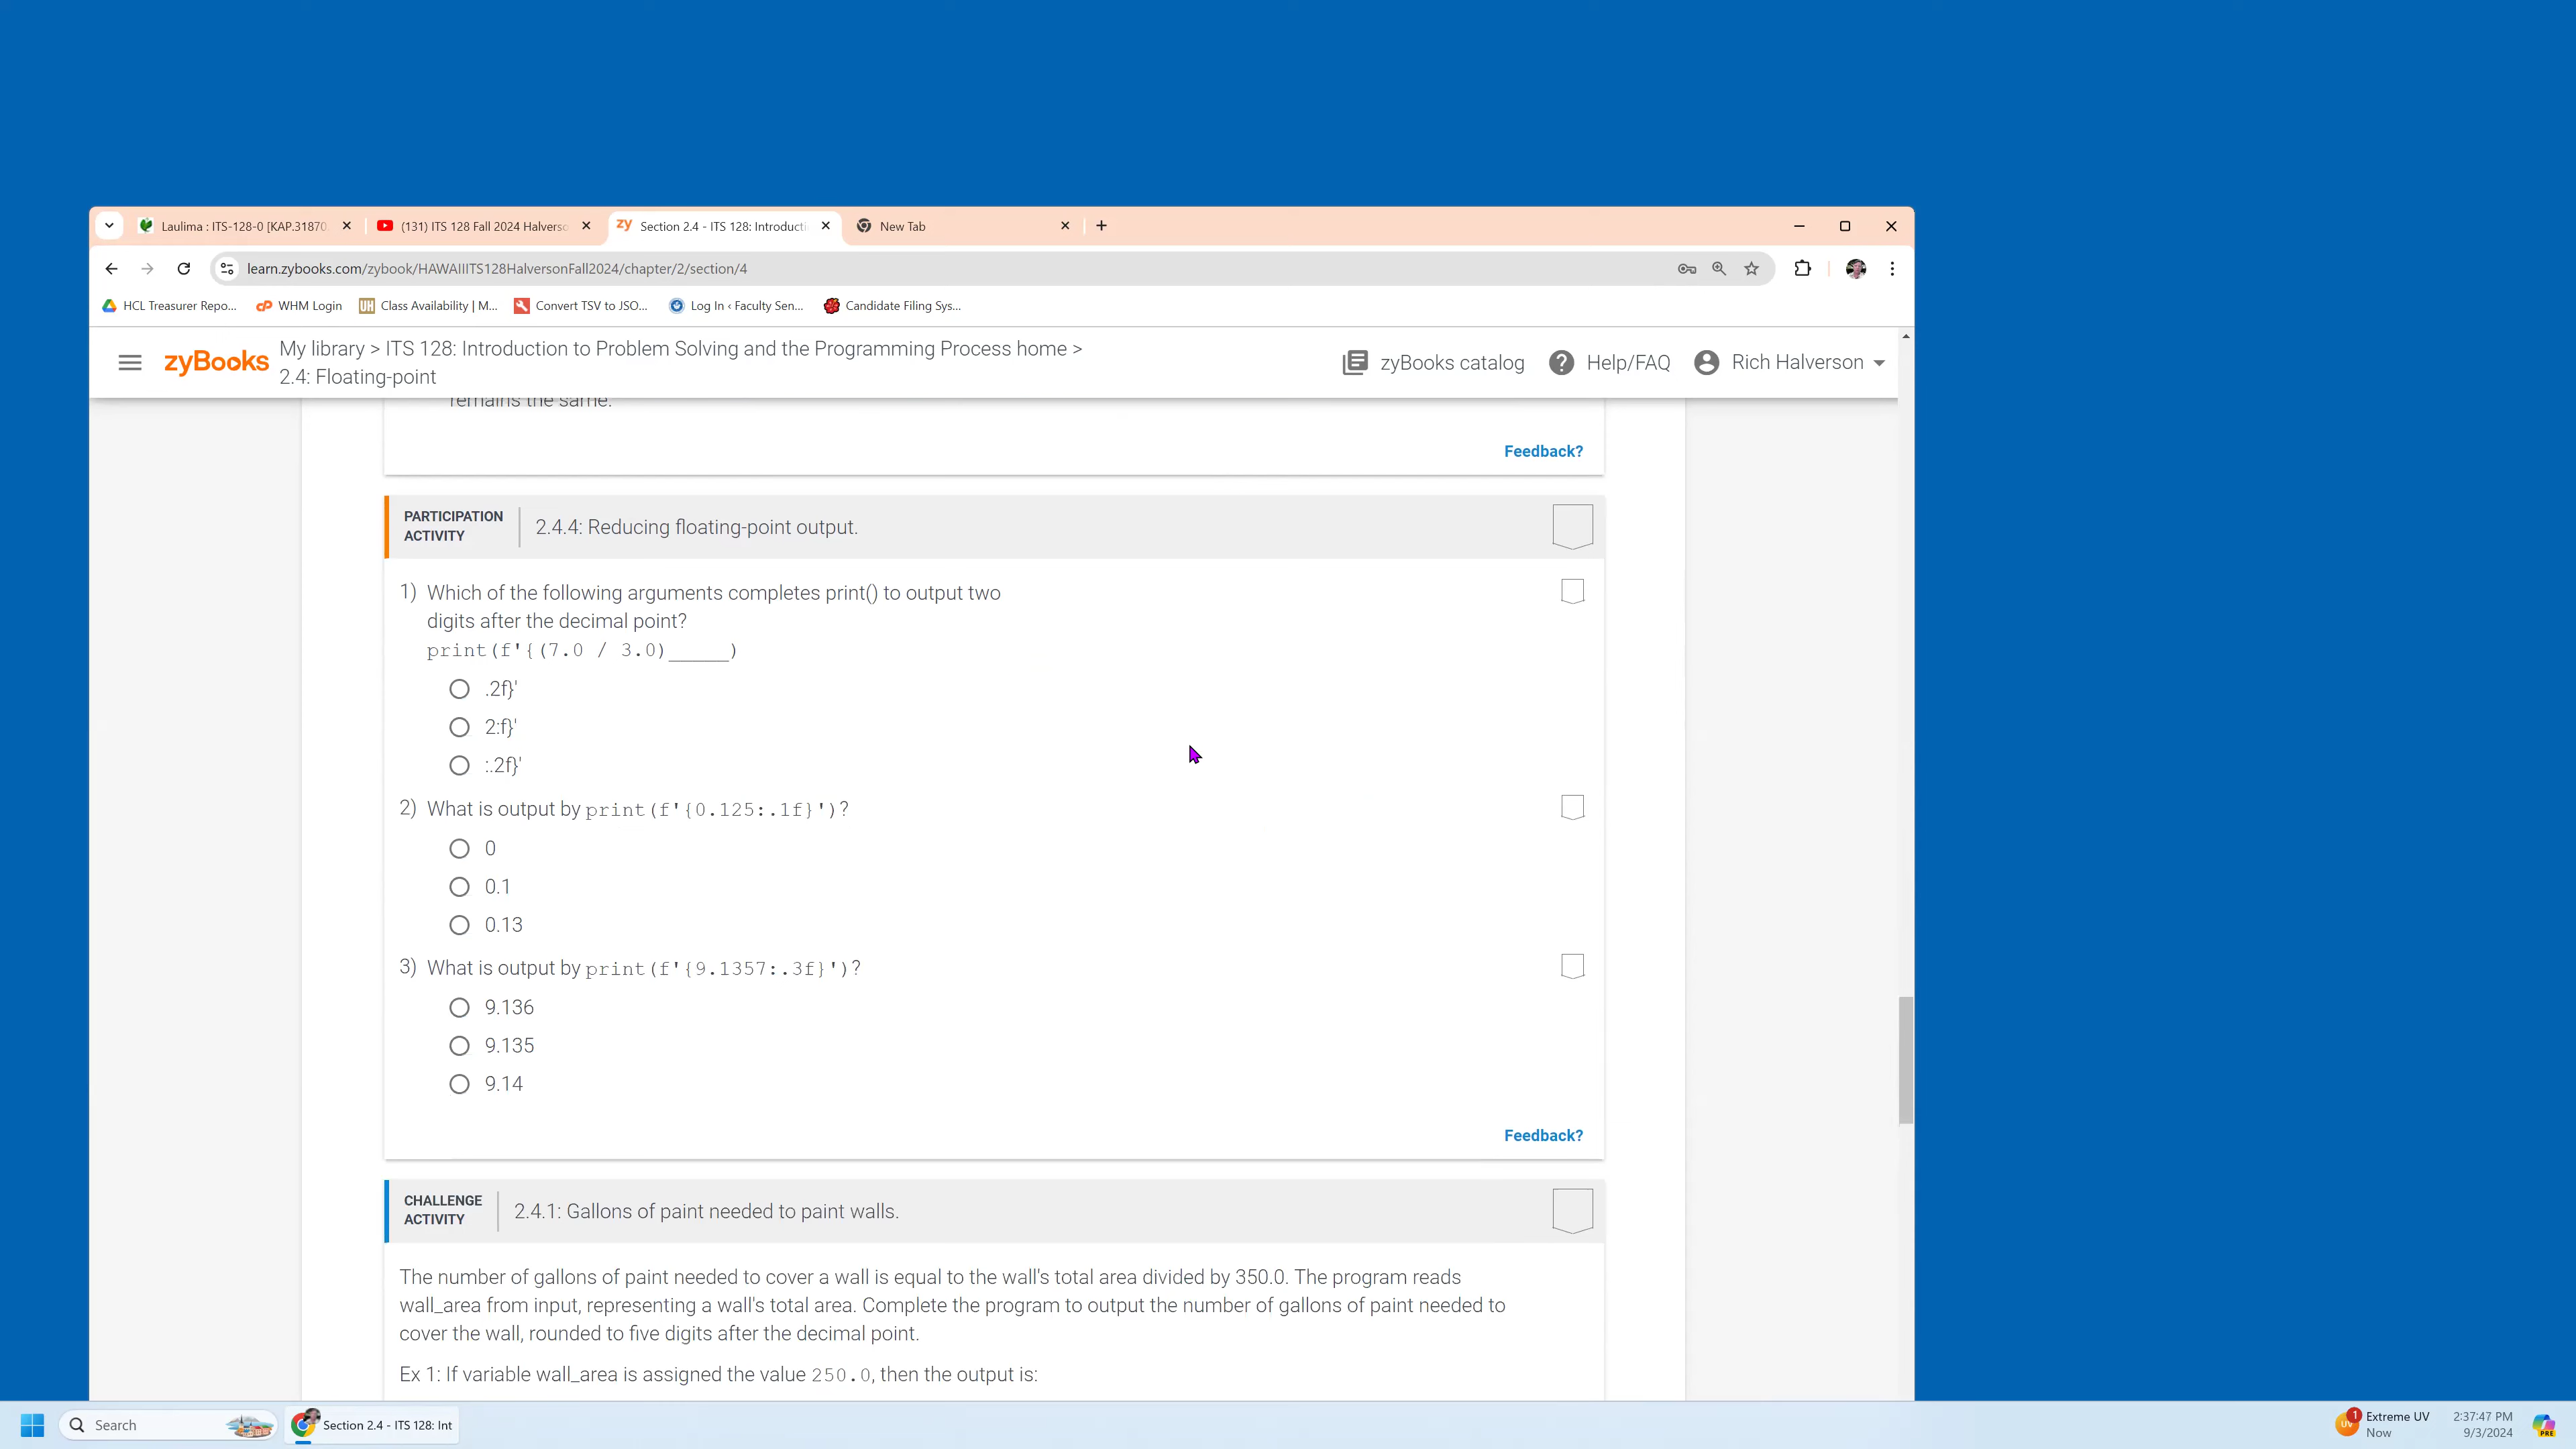 Laulima : ITS-128-0 [KAP.31870.
(131) ITS 128 Fall 2024 Halverso
zy Section 2.4 - ITS 128: Introducti
New Tab
learn.zybooks.com/zybook/HAWAIIITS128HalversonFall2024/chapter/2/section/4
HCL Treasurer Repo...
WHM Login
Class Availability | M...
Convert TSV to JSO...
Log In ‹ Faculty Sen...
Candidate Filing Sys...
zyBooks
My library > ITS 128: Introduction to Problem Solving and the Programming Process home >
2.4: Floating-point
zyBooks catalog
Help/FAQ
Rich Halverson
remains the same.
Feedback?
PARTICIPATION
ACTIVITY
2.4.4: Reducing floating-point output.
1) Which of the following arguments completes print() to output two
digits after the decimal point?
print(f'{(7.0 / 3.0)_____)
.2f}'
2:f}'
:.2f}'
2) What is output by print(f'{0.125:.1f}')?
0
0.1
0.13
3) What is output by print(f'{9.1357:.3f}')?
9.136
9.135
9.14
Feedback?
CHALLENGE
ACTIVITY
2.4.1: Gallons of paint needed to paint walls.
The number of gallons of paint needed to cover a wall is equal to the wall's total area divided by 350.0. The program reads
wall_area from input, representing a wall's total area. Complete the program to output the number of gallons of paint needed to
cover the wall, rounded to five digits after the decimal point.
Ex 1: If variable wall_area is assigned the value 250.0, then the output is:
Search
Section 2.4 - ITS 128: Int
UV
1
Extreme UV
Now
2:37:47 PM
9/3/2024
PRE